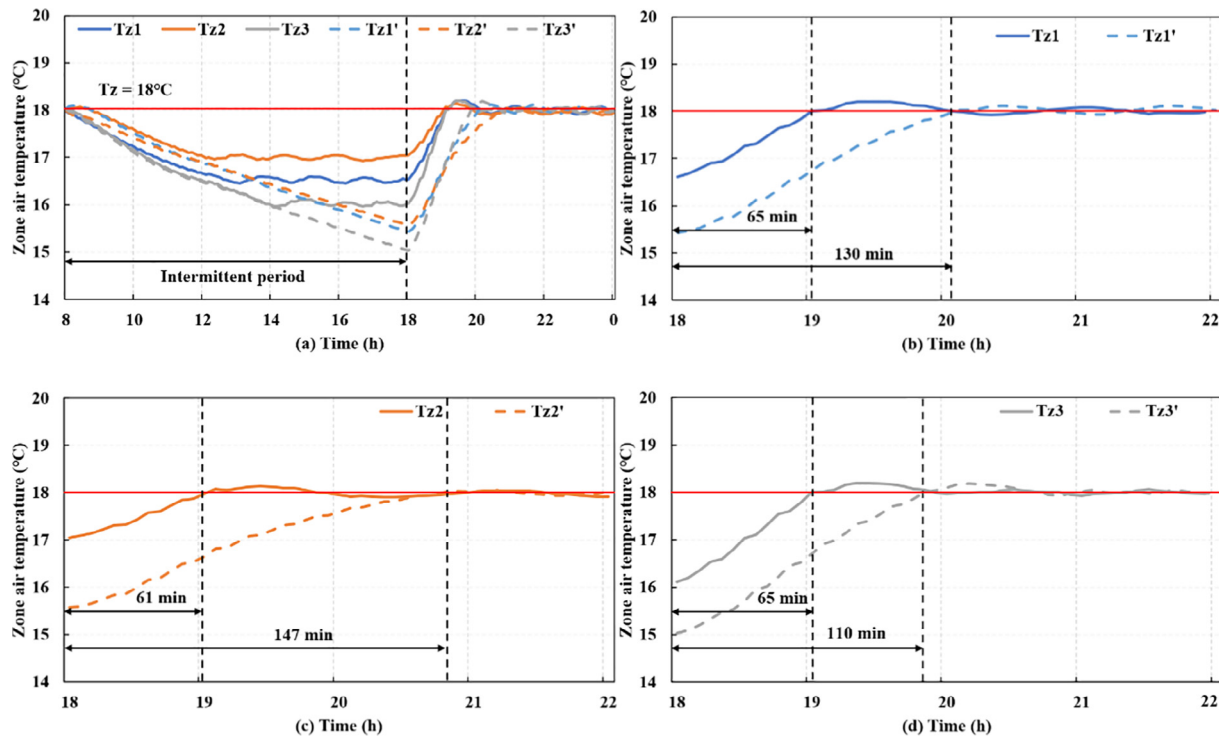 Tz1 Tz2 Tz3 Tz1' Tz2' Tz3'
Tz = 18°C
Intermittent period
Zone air temperature (°C)
20
19
18
17
16
15
14
8 10 12 14 16 18 20 22 0
(a) Time (h)
Tz1 Tz1'
65 min
130 min
Zone air temperature (°C)
20
19
18
17
16
15
14
18 19 20 21 22
(b) Time (h)
Tz2 Tz2'
61 min
147 min
Zone air temperature (°C)
20
19
18
17
16
15
14
18 19 20 21 22
(c) Time (h)
Tz3 Tz3'
65 min
110 min
Zone air temperature (°C)
20
19
18
17
16
15
14
18 19 20 21 22
(d) Time (h)